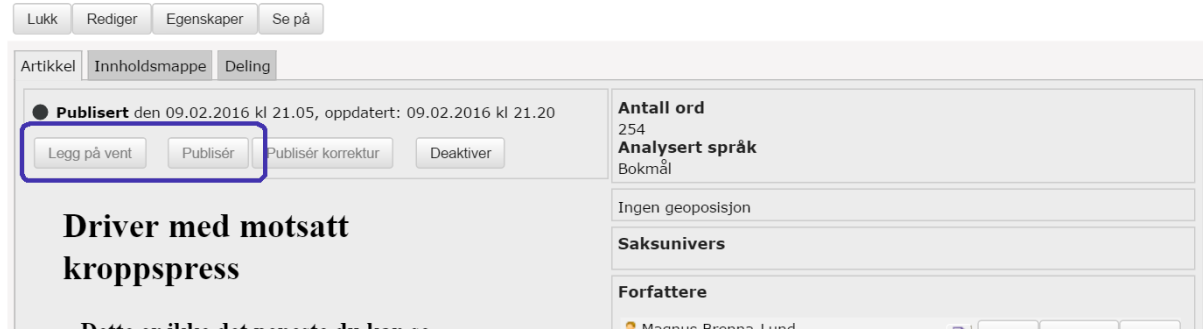 Lukk Rediger Egenskaper Se på
Artikkel Innholdsmappe Deling
Publisert den 09.02.2016 kl 21.05, oppdatert: 09.02.2016 kl 21.20
Legg på vent Publisér Publisér korrektur Deaktiver
Driver med motsatt
kroppspress
Antall ord
254
Analysert språk
Bokmål
Ingen geoposisjon
Saksunivers
Forfattere